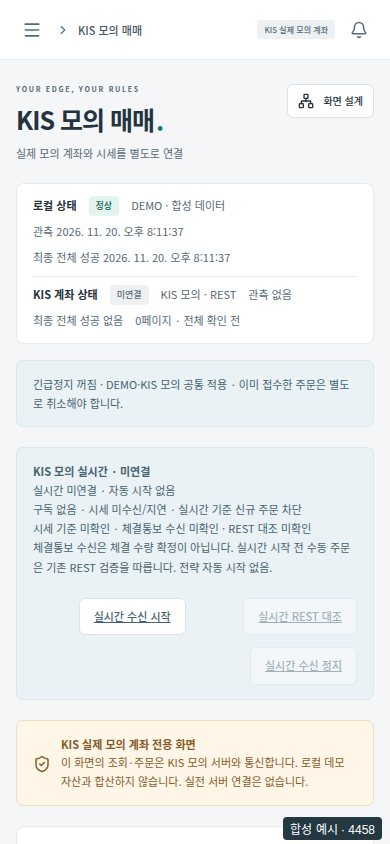 KIS 모의 매매
KIS 실제 모의 계좌
YOUR EDGE, YOUR RULES
KIS 모의 매매.
화면 설계
실제 모의 계좌와 시세를 별도로 연결
로컬 상태 정상 DEMO · 합성 데이터
관측 2026. 11. 20. 오후 8:11:37
최종 전체 성공 2026. 11. 20. 오후 8:11:37
KIS 계좌 상태 미연결 KIS 모의 · REST 관측 없음
최종 전체 성공 없음 0페이지 · 전체 확인 전
긴급정지 꺼짐 · DEMO·KIS 모의 공통 적용 · 이미 접수한 주문은 별도
로 취소해야 합니다.
KIS 모의 실시간 · 미연결
실시간 미연결 · 자동 시작 없음
구독 없음 · 시세 미수신/지연 · 실시간 기준 신규 주문 차단
시세 기준 미확인 · 체결통보 수신 미확인 · REST 대조 미확인
체결통보 수신은 체결 수량 확정이 아닙니다. 실시간 시작 전 수동 주문
은 기존 REST 검증을 따릅니다. 전략 자동 시작 없음.
실시간 수신 시작 실시간 REST 대조
실시간 수신 정지
KIS 실제 모의 계좌 전용 화면
이 화면의 조회·주문은 KIS 모의 서버와 통신합니다. 로컬 데모
자산과 합산하지 않습니다. 실전 서버 연결은 없습니다.
합성 예시 · 4458